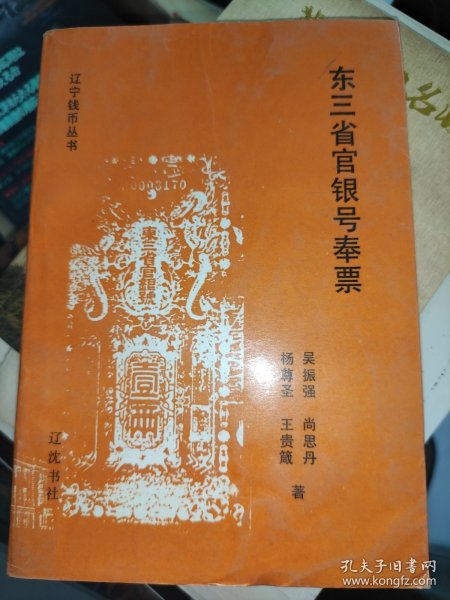 东三省官银号奉票
辽宁钱币丛书
0003170
東三省官銀號
壹
吴振强 尚思丹
杨尊圣 王贵箴 著
辽沈书社
孔夫子旧书网
www.kongfz.com